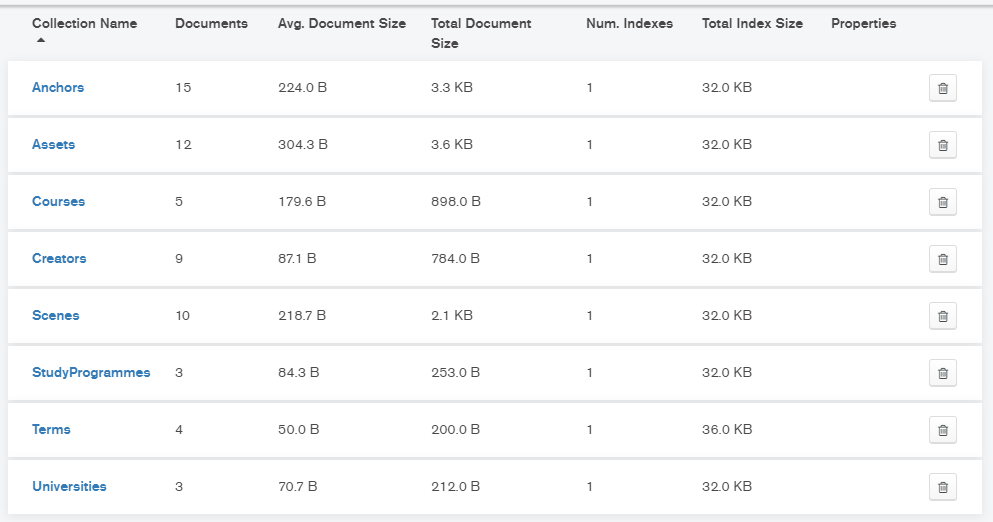 Collection Name Documents Avg. Document Size Total Document Size Num. Indexes Total Index Size Properties
Anchors 15 224.0 B 3.3 KB 1 32.0 KB
Assets 12 304.3 B 3.6 KB 1 32.0 KB
Courses 5 179.6 B 898.0 B 1 32.0 KB
Creators 9 87.1 B 784.0 B 1 32.0 KB
Scenes 10 218.7 B 2.1 KB 1 32.0 KB
StudyProgrammes 3 84.3 B 253.0 B 1 32.0 KB
Terms 4 50.0 B 200.0 B 1 36.0 KB
Universities 3 70.7 B 212.0 B 1 32.0 KB